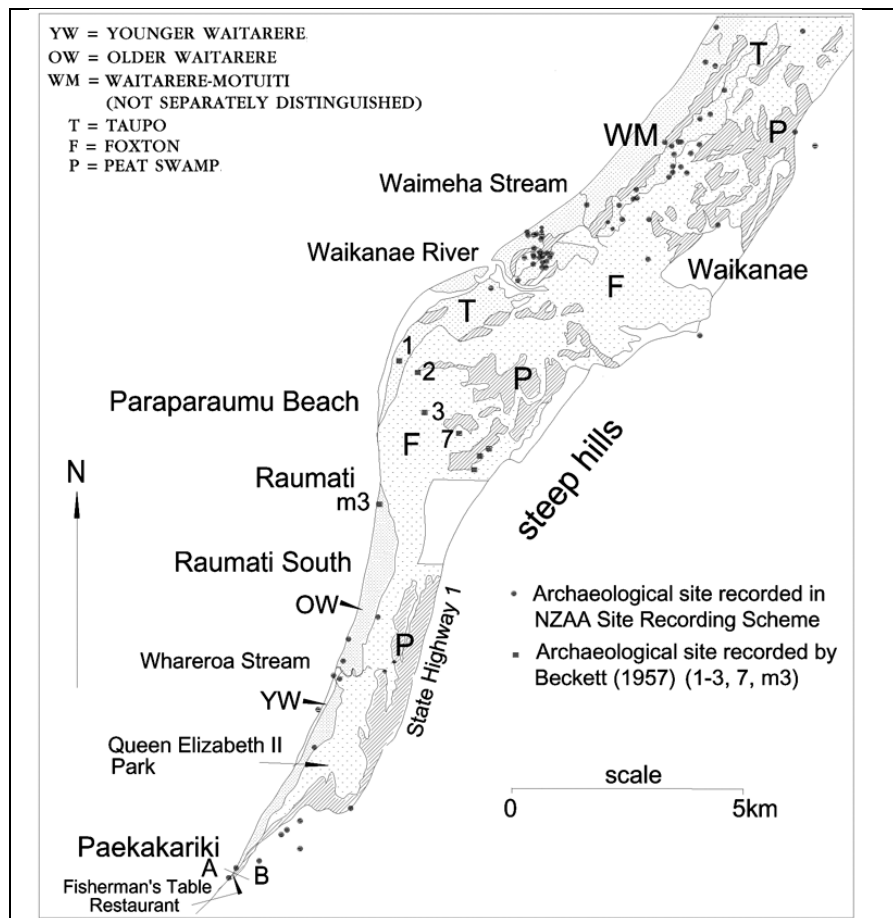 YW = YOUNGER WAITARERE
OW = OLDER WAITARERE
WM = WAITARERE-MOTUITI
(NOT SEPARATELY DISTINGUISHED)
T = TAUPO
F = FOXTON
P = PEAT SWAMP
T
WM
P
Waimeha Stream
Waikanae River
Waikanae
F
T
1
2
P
Paraparaumu Beach
3
F
7
N
Raumati
m3
steep hills
Raumati South
OW
Archaeological site recorded in
NZAA Site Recording Scheme
P
Whareroa Stream
Archaeological site recorded by
Beckett (1957) (1-3, 7, m3)
State Highway 1
YW
Queen Elizabeth II
Park
scale
0
5km
Paekakariki
A
B
Fisherman's Table
Restaurant